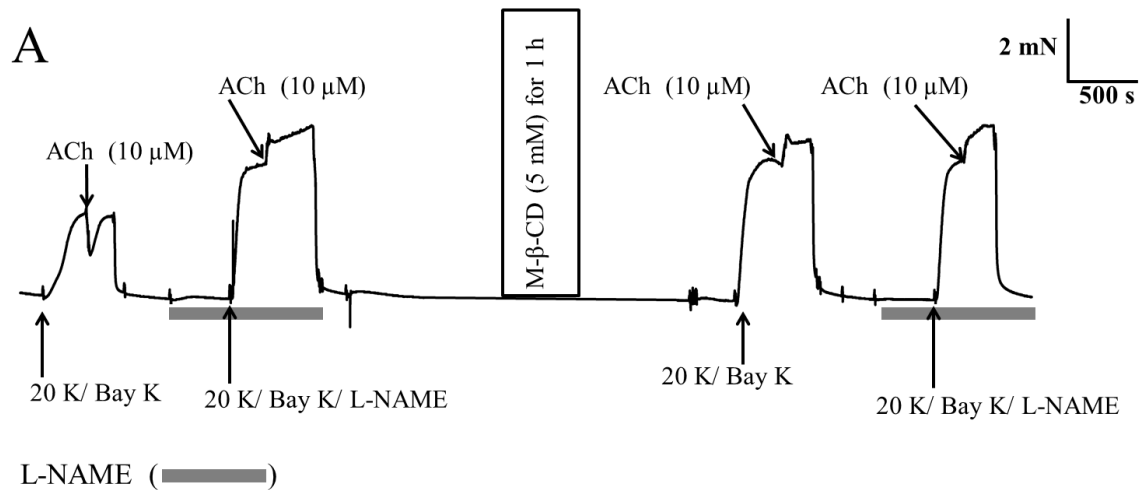 A
2 mN
500 s
ACh (10 µM)
ACh (10 µM)
M-β-CD (5 mM) for 1 h
ACh (10 µM)
ACh (10 µM)
20 K/ Bay K
20 K/ Bay K/ L-NAME
20 K/ Bay K
20 K/ Bay K/ L-NAME
L-NAME ( )